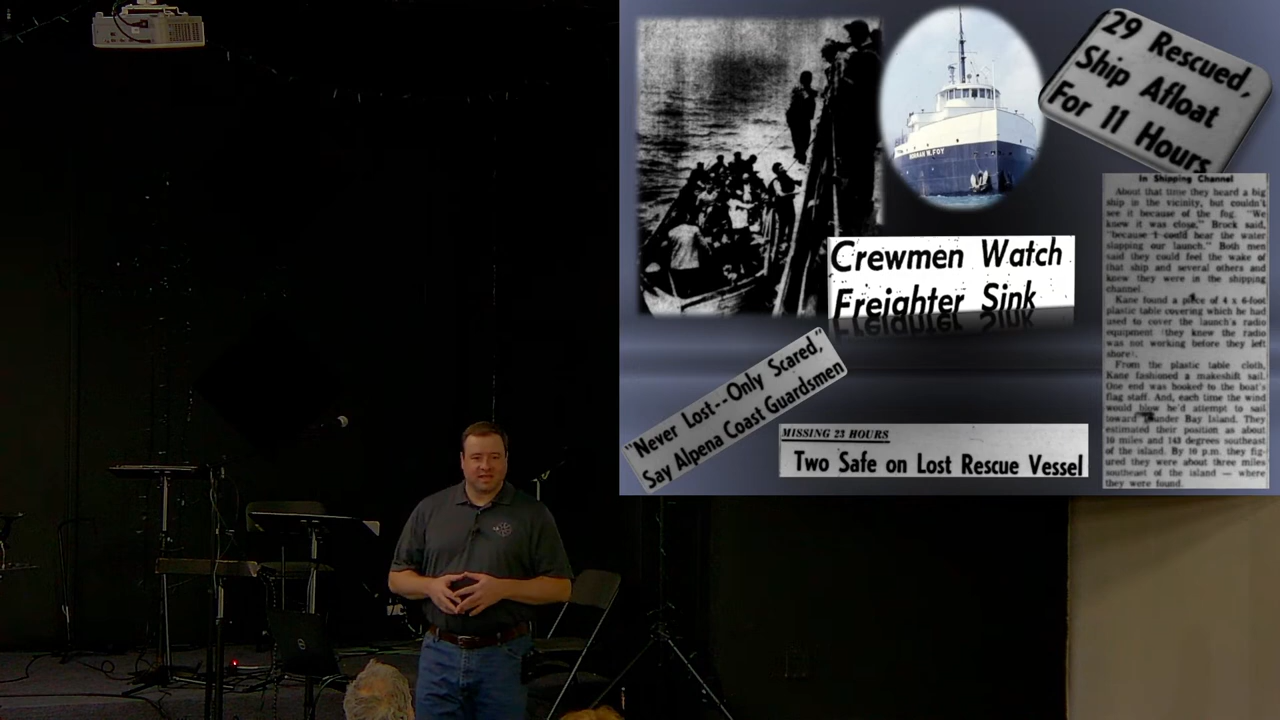 29 Rescued,
Ship Afloat
For 11 Hours
NORMAN W. FOY
Crewmen Watch
Freighter Sink
"Never Lost--Only Scared,"
Say Alpena Coast Guardsmen
MISSING 23 HOURS
Two Safe on Lost Rescue Vessel
In Shipping Channel
About that time they heard a big
ship in the vicinity, but couldn't
see it because of the fog. "We
knew it was close," Brock said,
"because I could hear the water
slapping our launch." Both men
said they could feel the wake of
that ship and several others and
knew they were in the shipping
channel.
Kane found a piece of 4 x 6-foot
plastic table covering which he had
used to cover the launch's radio
equipment (they knew the radio
was not working before they left
shore).
From the plastic table cloth,
Kane fashioned a makeshift sail.
One end was hooked to the boat's
flag staff. And, each time the wind
would blow he'd attempt to sail
toward Thunder Bay Island. They
estimated their position as about
10 miles and 143 degrees southeast
of the island. By 10 p.m. they fig-
ured they were about three miles
southeast of the island — where
they were found.